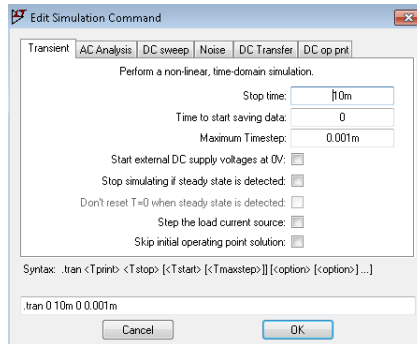 Edit Simulation Command
Transient AC Analysis DC sweep Noise DC Transfer DC op pnt
Perform a non-linear, time-domain simulation.
Stop time: 10m
Time to start saving data: 0
Maximum Timestep: 0.001m
Start external DC supply voltages at 0V:
Stop simulating if steady state is detected:
Don't reset T=0 when steady state is detected:
Step the load current source:
Skip initial operating point solution:
Syntax: .tran <Tprint> <Tstop> [<Tstart> [<Tmaxstep>]] [<option> [<option>] ...]
.tran 0 10m 0 0.001m
Cancel OK